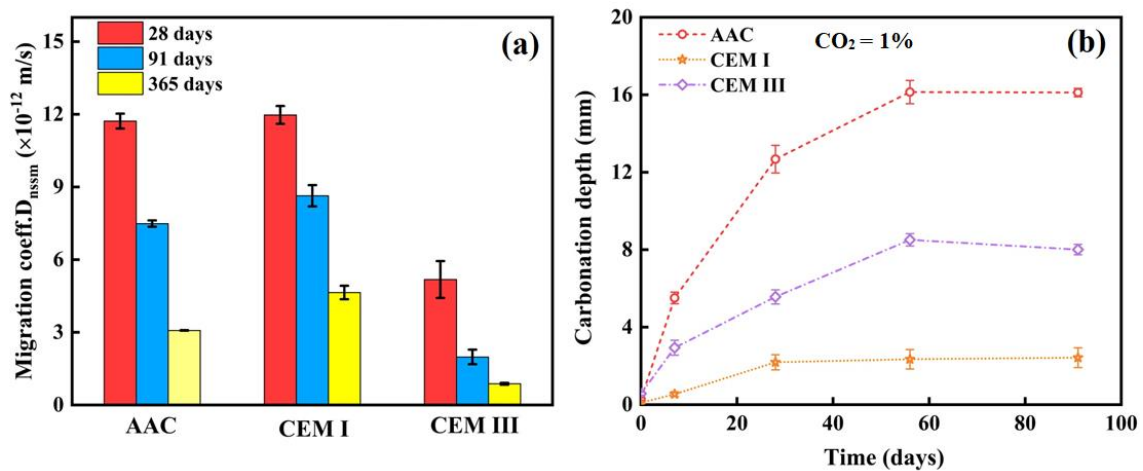 (a)
28 days
91 days
365 days
Migration coeff.Dnssm (×10⁻¹² m/s)
15
12
9
6
3
0
AAC
CEM I
CEM III
(b)
CO₂ = 1%
AAC
CEM I
CEM III
Carbonation depth (mm)
20
16
12
8
4
0
0
20
40
60
80
100
Time (days)